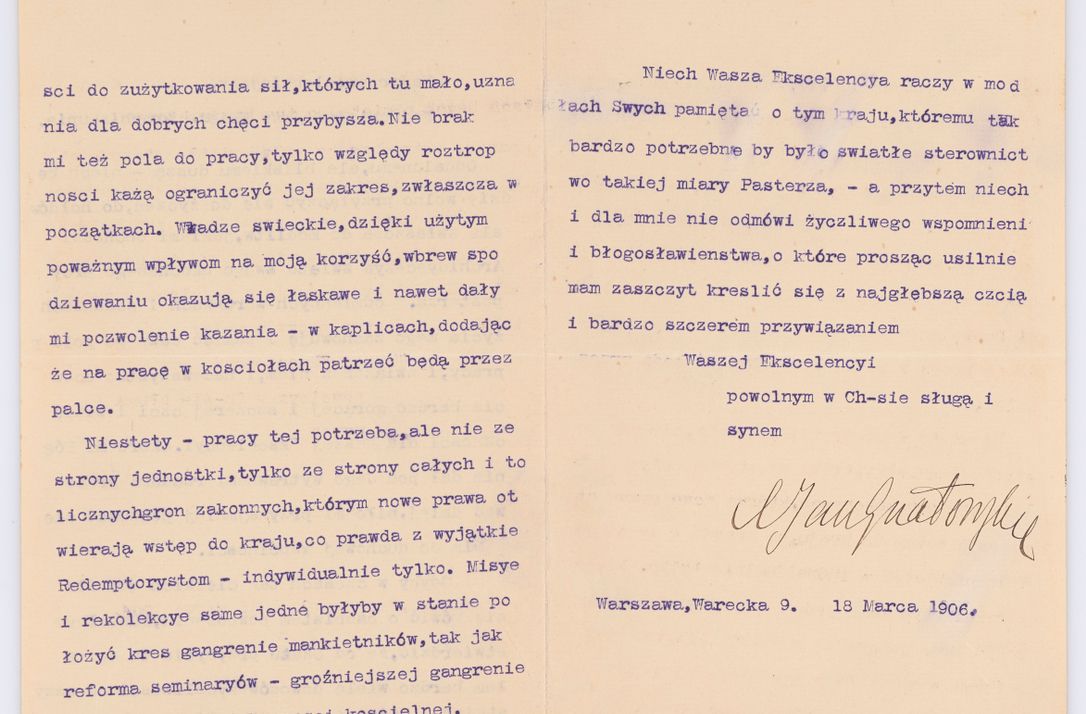 sci do zużytkowania sił,których tu mało,uzna
nia dla dobrych chęci przybysza.Nie brak
mi też pola do pracy,tylko względy roztrop
nosci każą ograniczyć jej zakres,zwłaszcza w
początkach. Władze swieckie,dzięki użytym
poważnym wpływom na moją korzyść,wbrew spo
dziewaniu okazują się łaskawe i nawet dały
mi pozwolenie kazania - w kaplicach,dodając
że na pracę w kosciołach patrzeć będą przez
palce.
Niestety - pracy tej potrzeba,ale nie ze
strony jednostki,tylko ze strony całych i to
licznychgron zakonnych,którym nowe prawa ot
wierają wstęp do kraju,co prawda z wyjątkie
Redemptorystom - indywidualnie tylko. Misye
i rekolekcye same jedne byłyby w stanie po
łożyć kres gangrenie mankietników,tak jak
reforma seminaryów - groźniejszej gangrenie
koscielnej.
Niech Wasza Ekscelencya raczy w mod
łach Swych pamiętać o tym kraju,któremu tak
bardzo potrzebne by było swiatłe sterownict
wo takiej miary Pasterza, - a przytem niech
i dla mnie nie odmówi życzliwego wspomnieni
i błogosławienstwa,o które prosząc usilnie
mam zaszczyt kreslić się z najgłębszą czcią
i bardzo szczerem przywiązaniem
Waszej Ekscelencyi
powolnym w Ch-sie sługą i
synem
Jan Gnatowski
Warszawa,Warecka 9. 18 Marca 1906.